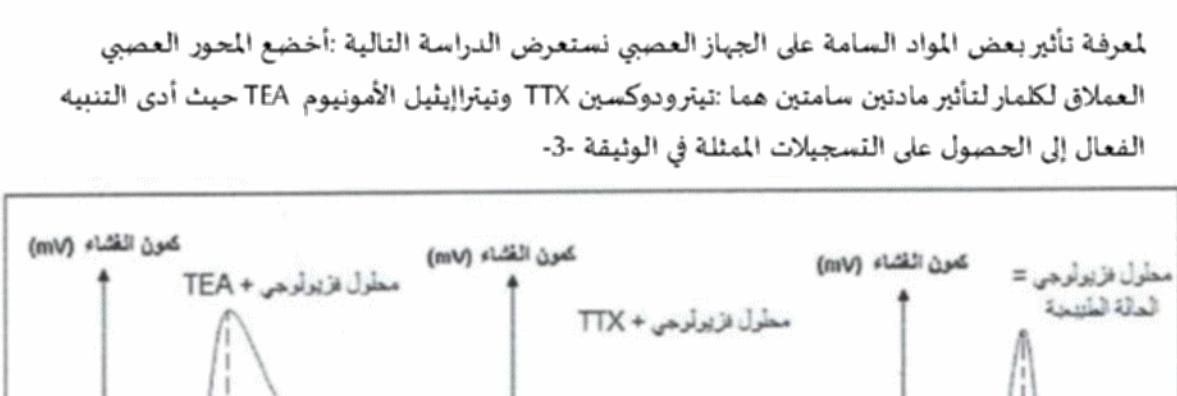 لمعرفة تأثير بعض المواد السامة على الجهاز العصبي نستعرض الدراسة التالية :أخضع المحور العصبي
العملاق لكلمار لتأثير مادتين سامتين هما :تيترودوكسين TTX وتيتراإيثيل الأمونيوم TEA حيث أدى التنبيه
الفعال إلى الحصول على التسجيلات الممثلة في الوثيقة -3-
كمون الغشاء (mV)
محلول فزيولوجي =
الحالة الطبيعية
كمون الغشاء (mV)
محلول فزيولوجي + TTX
كمون الغشاء (mV)
محلول فزيولوجي + TEA